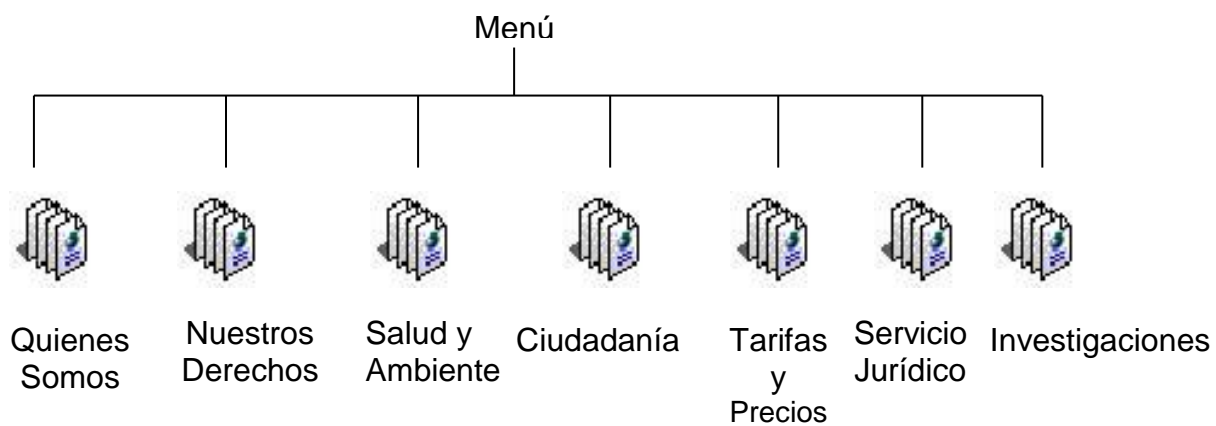 Menú
Quienes
Somos
Nuestros
Derechos
Salud y
Ambiente
Ciudadanía
Tarifas
y
Precios
Servicio
Jurídico
Investigaciones